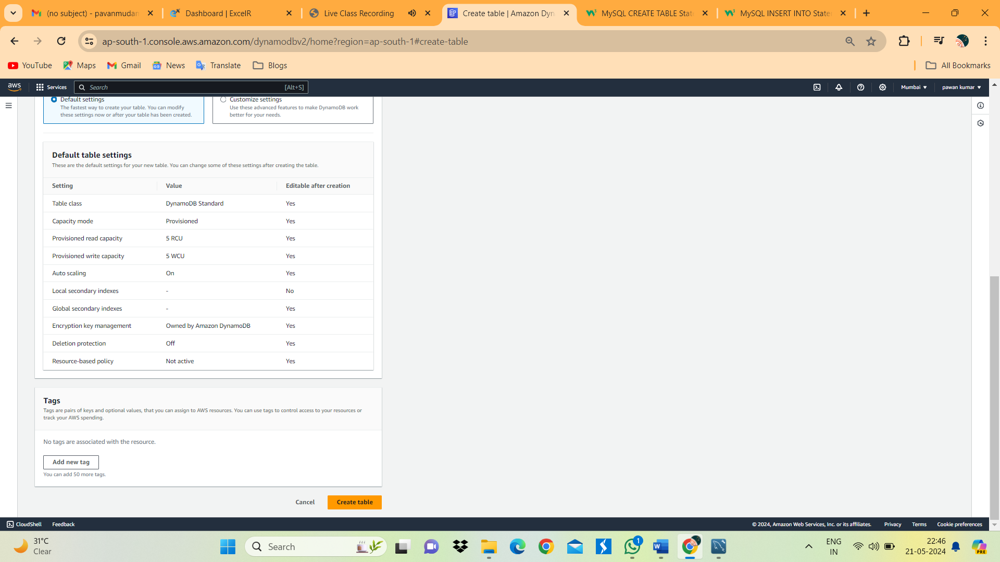 (no subject) - pavanmudan
Dashboard | ExcelR
Live Class Recording
Create table | Amazon Dyn
MySQL CREATE TABLE Stat
MySQL INSERT INTO State
ap-south-1.console.aws.amazon.com/dynamodbv2/home?region=ap-south-1#create-table
YouTube
Maps
Gmail
News
Translate
Blogs
All Bookmarks
aws
Services
Search
[Alt+S]
Mumbai
pawan kumar
Default settings
The fastest way to create your table. You can modify
these settings now or after your table has been created.
Customize settings
Use these advanced features to make DynamoDB work
better for your needs.
Default table settings
These are the default settings for your new table. You can change some of these settings after creating the table.
Setting Value Editable after creation
Table class DynamoDB Standard Yes
Capacity mode Provisioned Yes
Provisioned read capacity 5 RCU Yes
Provisioned write capacity 5 WCU Yes
Auto scaling On Yes
Local secondary indexes - No
Global secondary indexes - Yes
Encryption key management Owned by Amazon DynamoDB Yes
Deletion protection Off Yes
Resource-based policy Not active Yes
Tags
Tags are pairs of keys and optional values, that you can assign to AWS resources. You can use tags to control access to your resources or
track your AWS spending.
No tags are associated with the resource.
Add new tag
You can add 50 more tags.
Cancel
Create table
CloudShell
Feedback
© 2024, Amazon Web Services, Inc. or its affiliates.
Privacy
Terms
Cookie preferences
31°C
Clear
Search
1
ENG
IN
22:46
21-05-2024
PRE